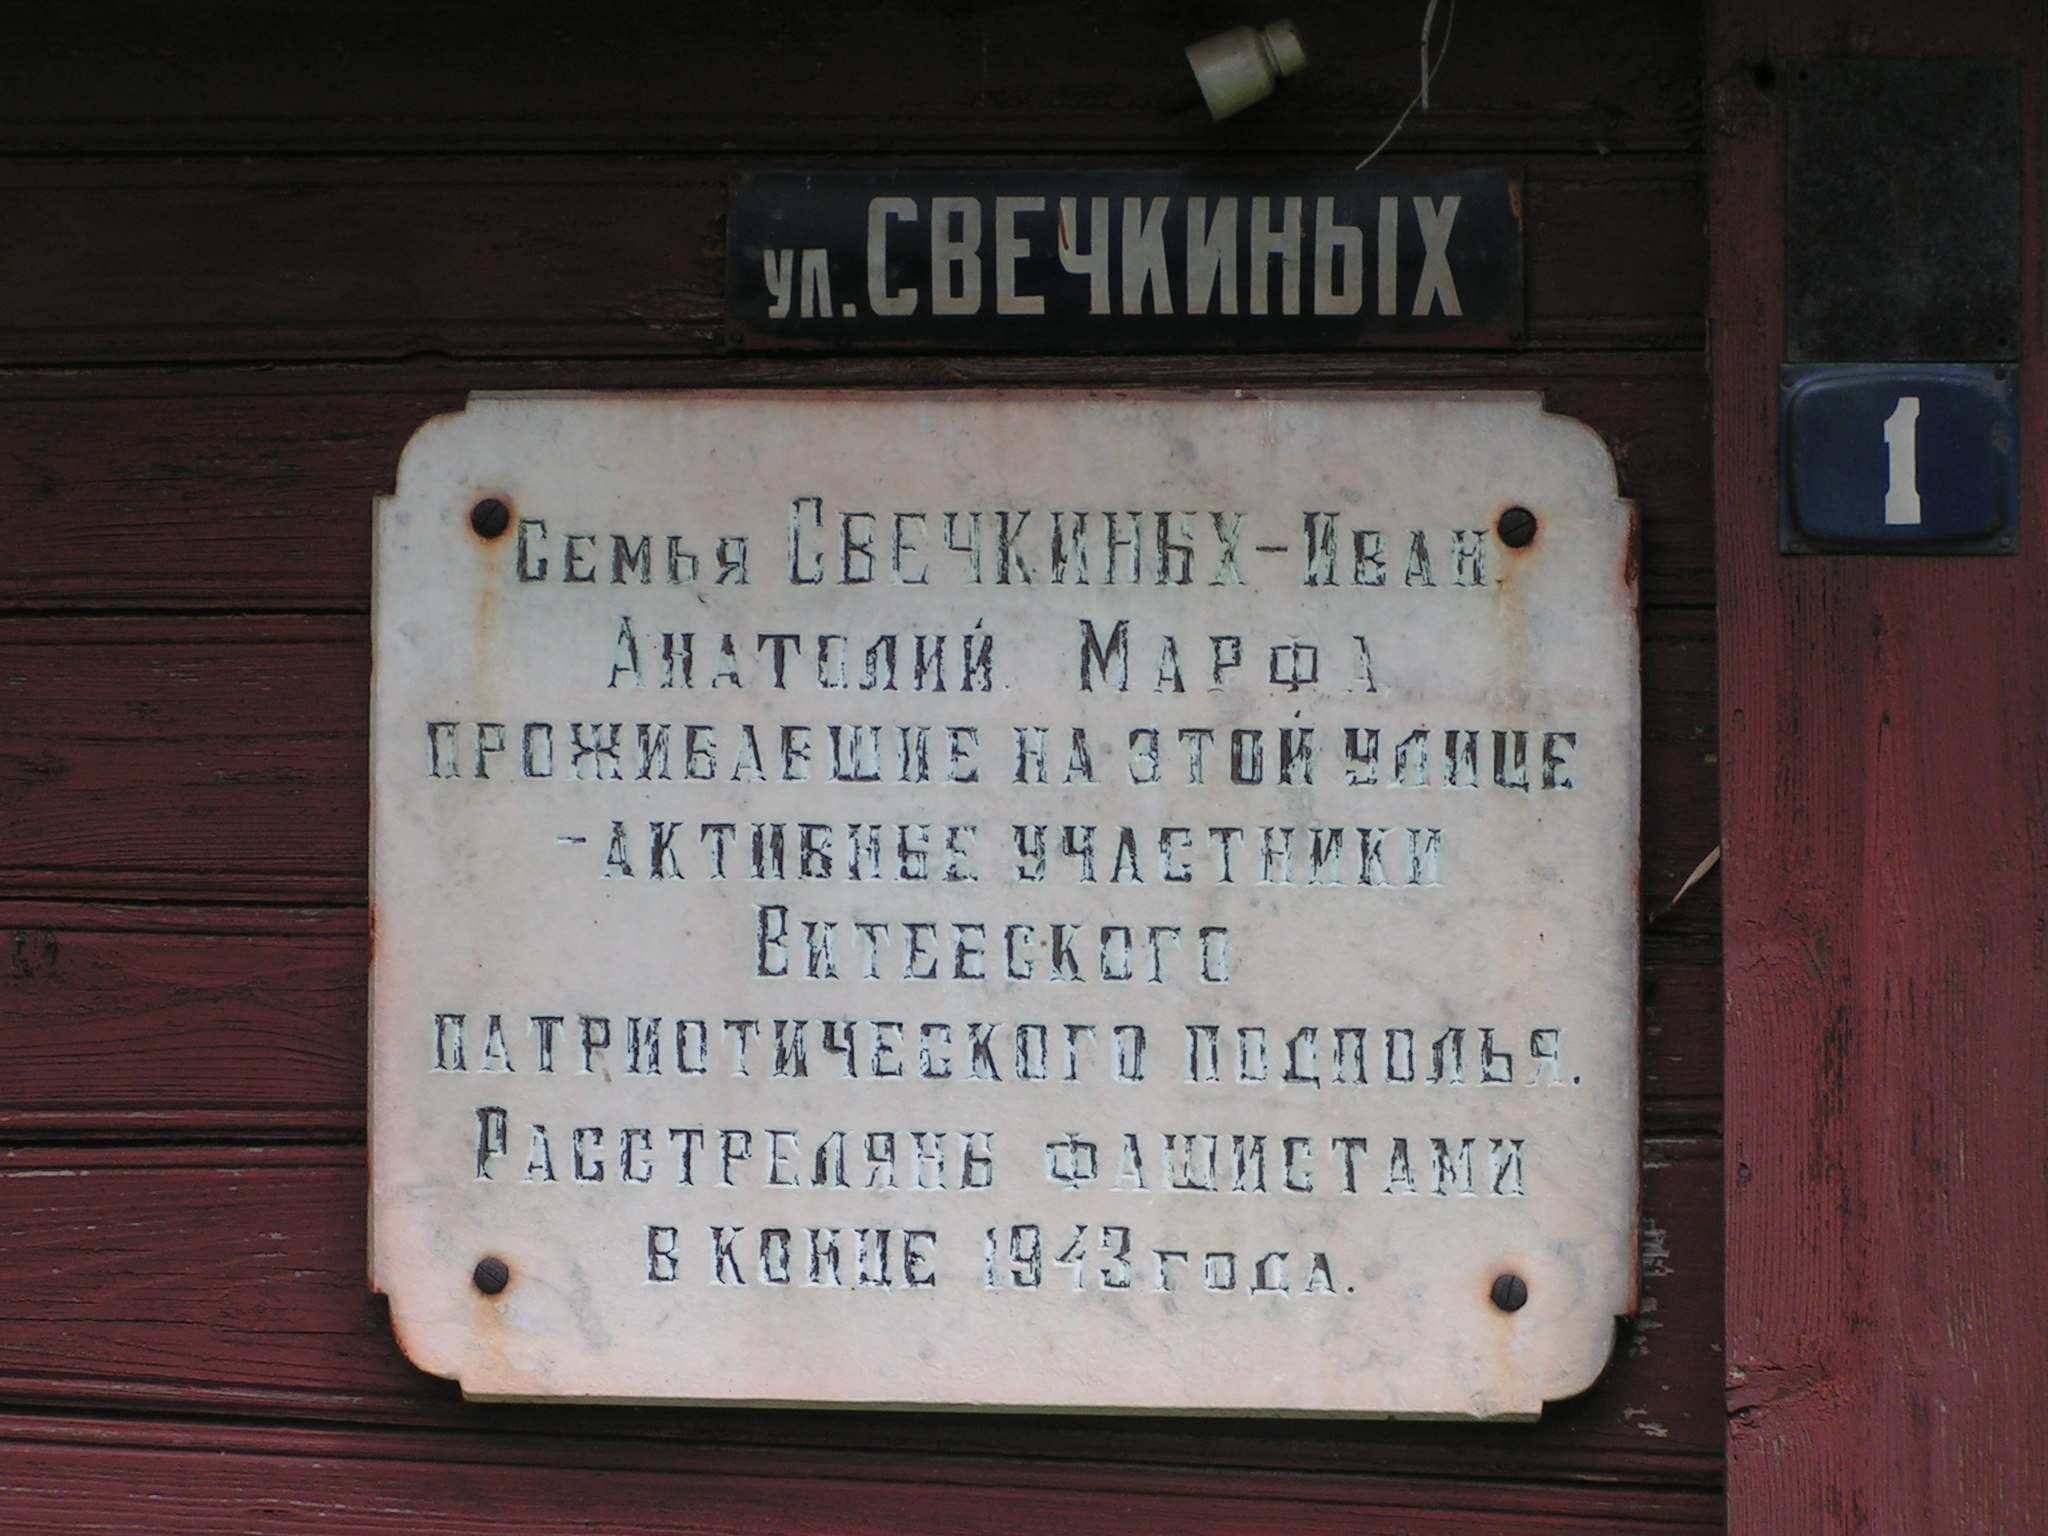 ул. СВЕЧКИНЫХ
1
Семья СВЕЧКИНЫХ-Иван,
Анатолий, Марфа,
ПРОЖИВАВШИЕ НА ЭТОЙ УЛИЦЕ
-АКТИВНЫЕ УЧАСТНИКИ
ВИТЕБСКОГО
ПАТРИОТИЧЕСКОГО ПОДПОЛЬЯ.
РАССТРЕЛЯНЫ ФАШИСТАМИ
В КОНЦЕ 1943 ГОДА.